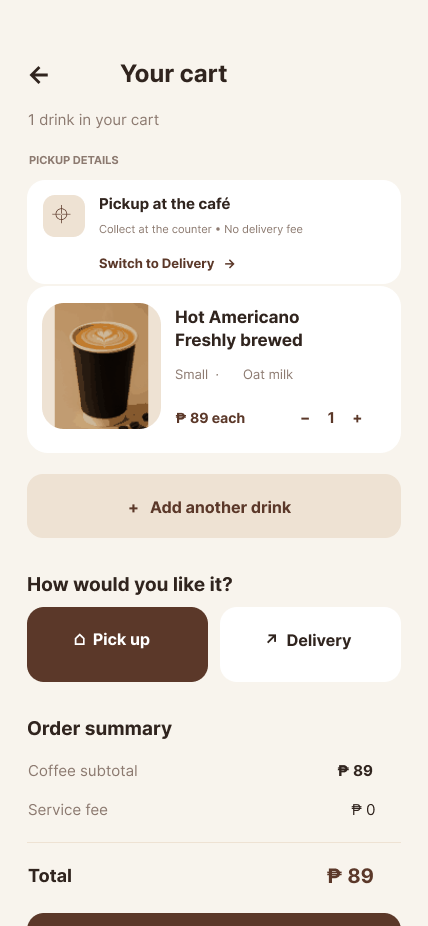 ← Your cart
1 drink in your cart
PICKUP DETAILS
Pickup at the café
Collect at the counter • No delivery fee
Switch to Delivery →
Hot Americano
Freshly brewed
Small · Oat milk
₱ 89 each − 1 +
+ Add another drink
How would you like it?
⌂ Pick up
↗ Delivery
Order summary
Coffee subtotal ₱ 89
Service fee ₱ 0
Total ₱ 89